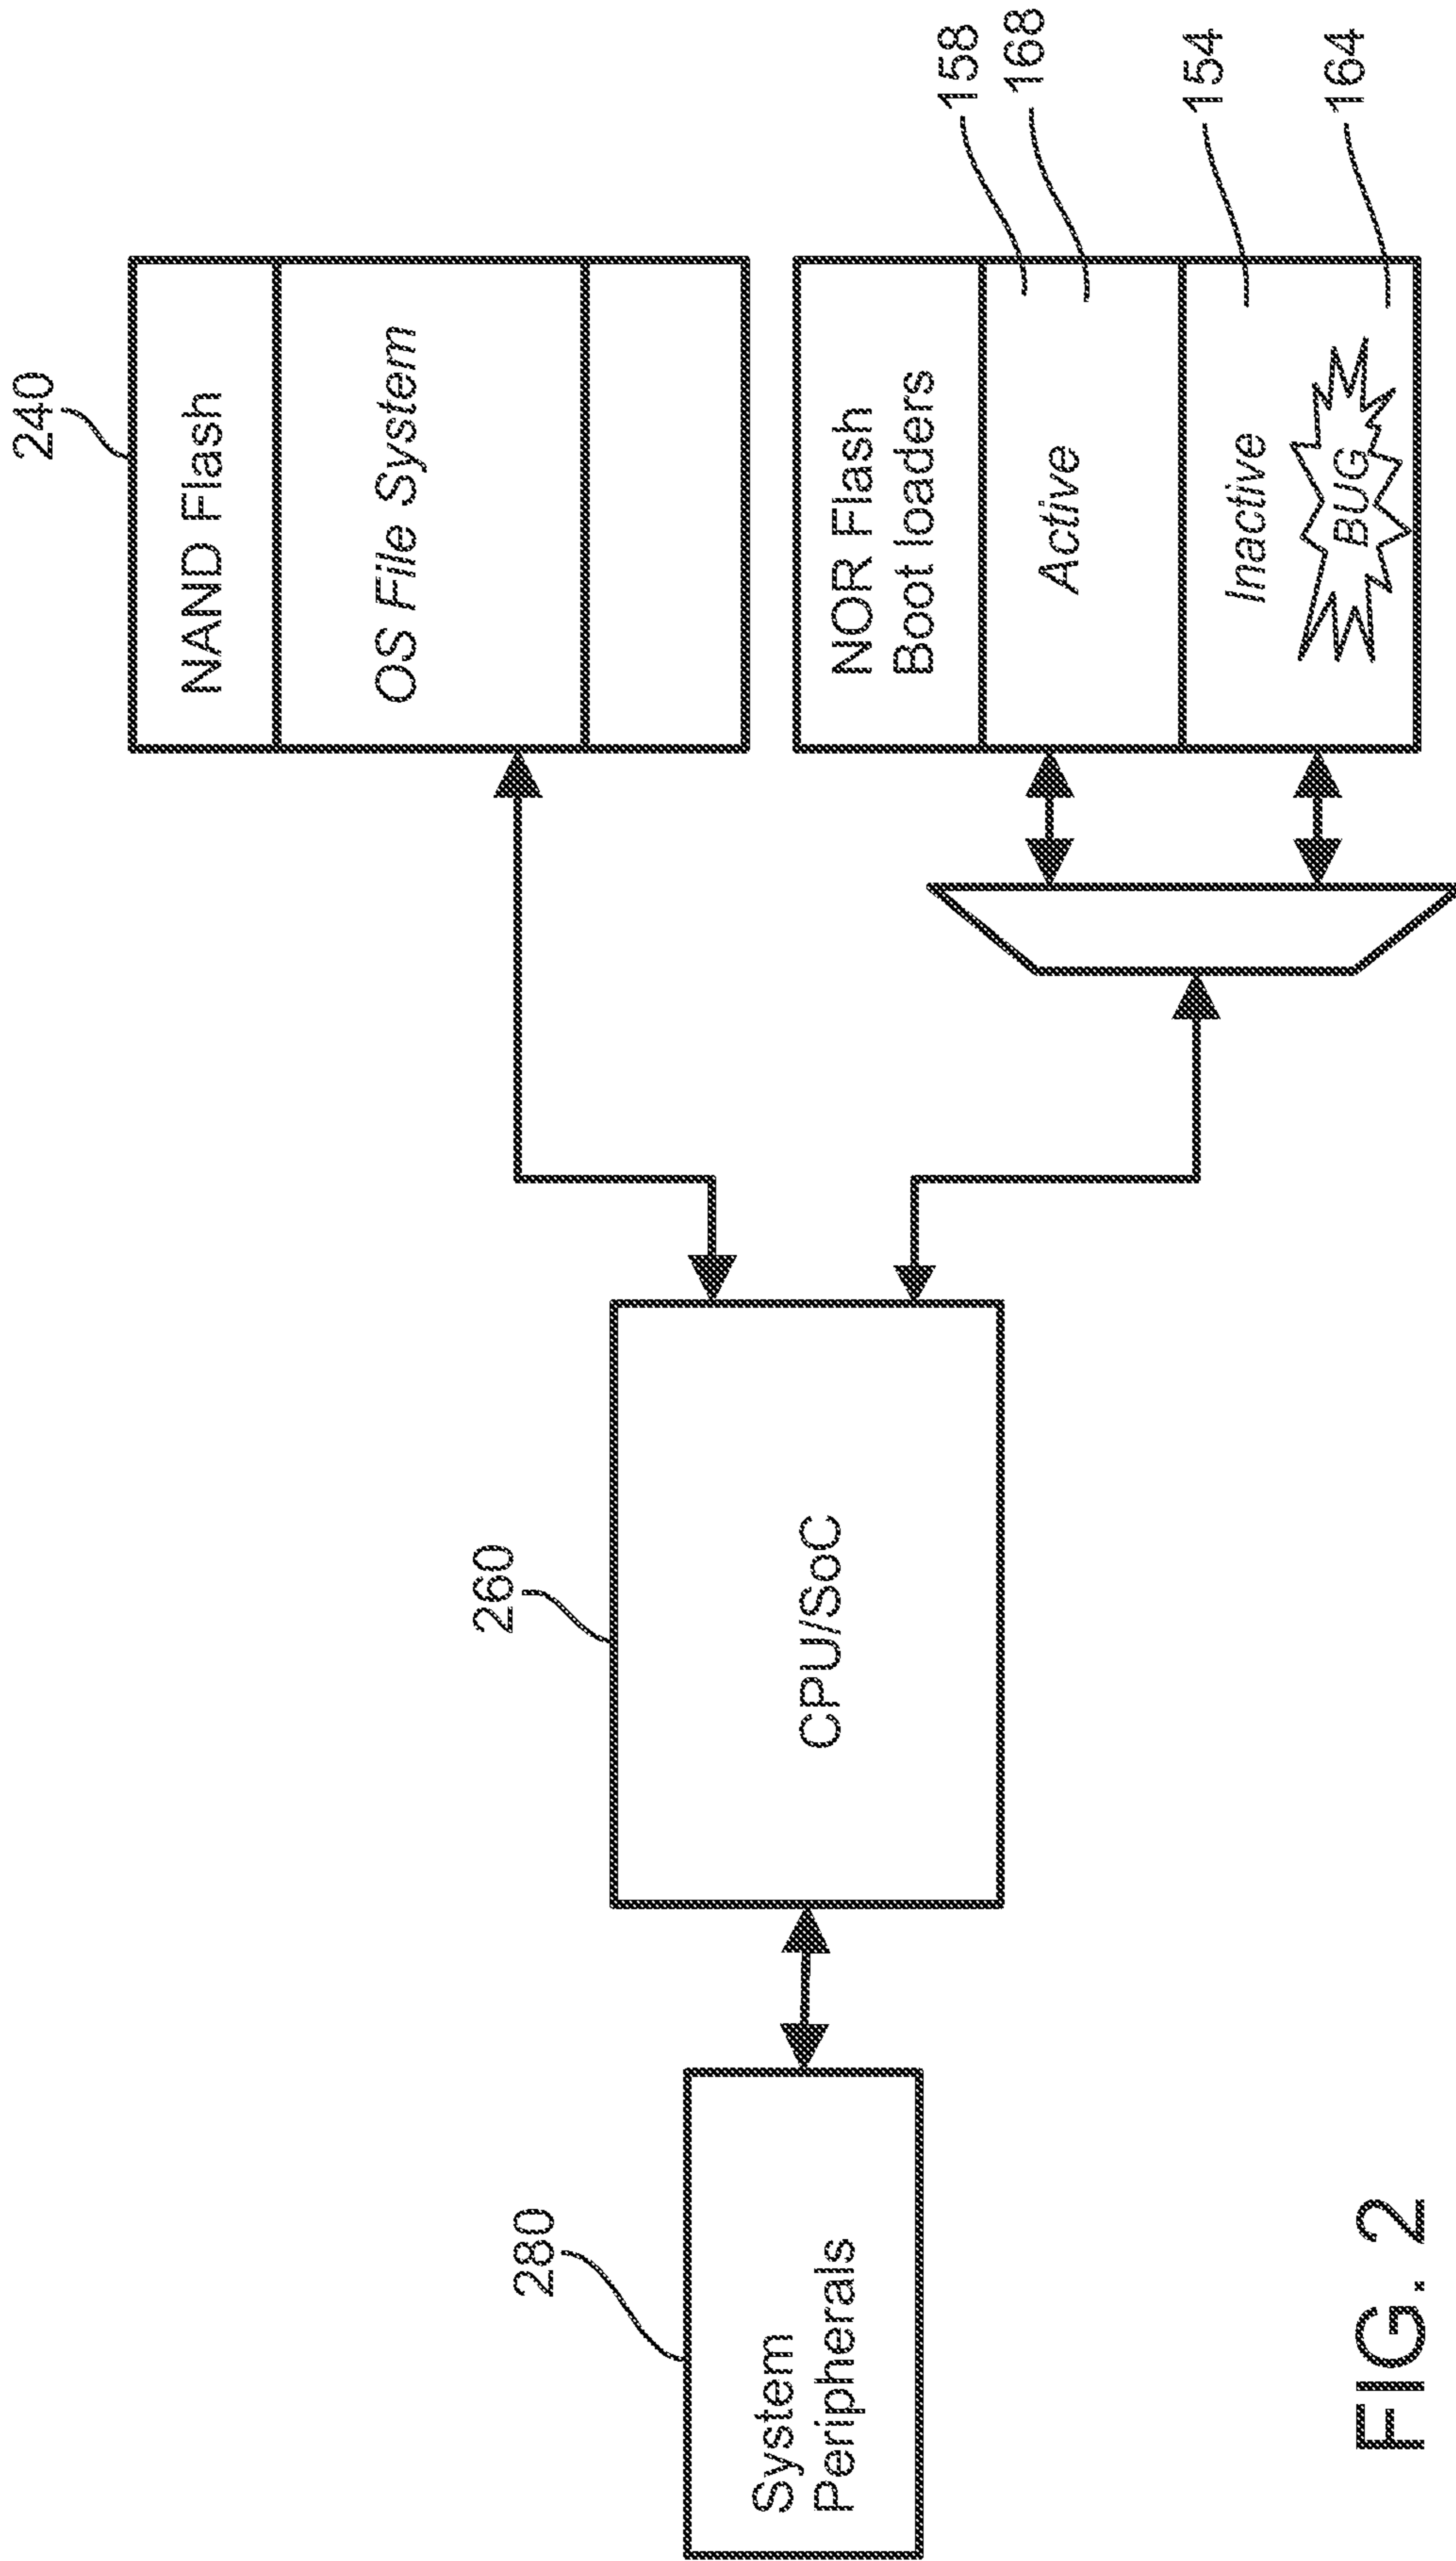 240
NAND Flash
OS File System
NOR Flash
Boot loaders
Active
158
168
Inactive
154
BUG
164
260
CPU/SoC
280
System
Peripherals
FIG. 2